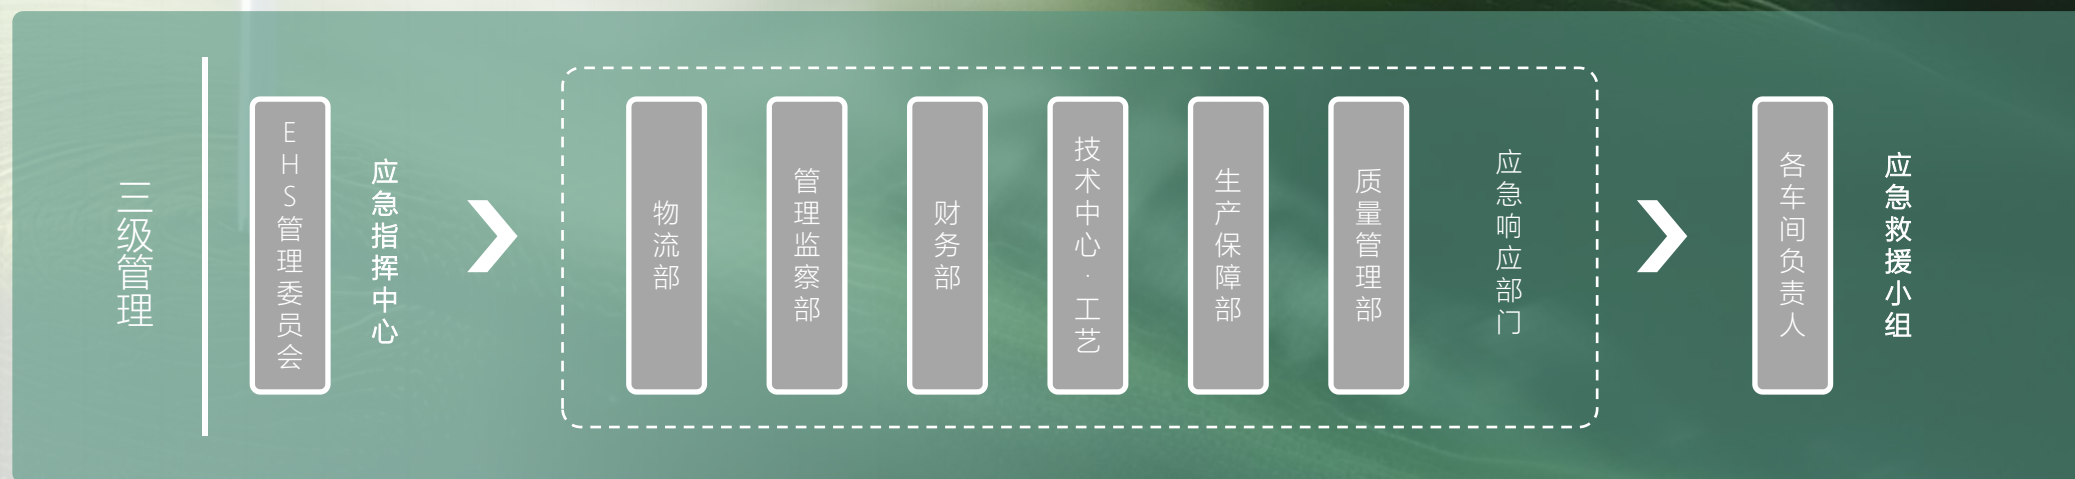 三级管理
EHS管理委员会
应急指挥中心
物流部
管理监察部
财务部
技术中心·工艺
生产保障部
质量管理部
应急响应部门
各车间负责人
应急救援小组